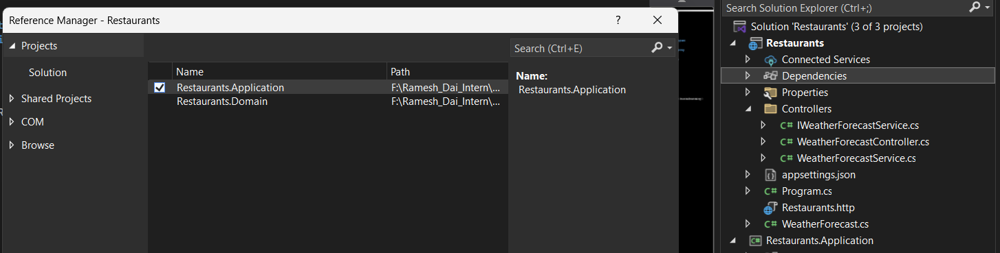 Reference Manager - Restaurants
?
Projects
Solution
Shared Projects
COM
Browse
Name Path
Restaurants.Application F:\Ramesh_Dai_Intern\...
Restaurants.Domain F:\Ramesh_Dai_Intern\...
Search (Ctrl+E)
Name:
Restaurants.Application
Search Solution Explorer (Ctrl+;)
Solution 'Restaurants' (3 of 3 projects)
Restaurants
Connected Services
Dependencies
Properties
Controllers
C# IWeatherForecastService.cs
C# WeatherForecastController.cs
C# WeatherForecastService.cs
appsettings.json
C# Program.cs
Restaurants.http
C# WeatherForecast.cs
C# Restaurants.Application